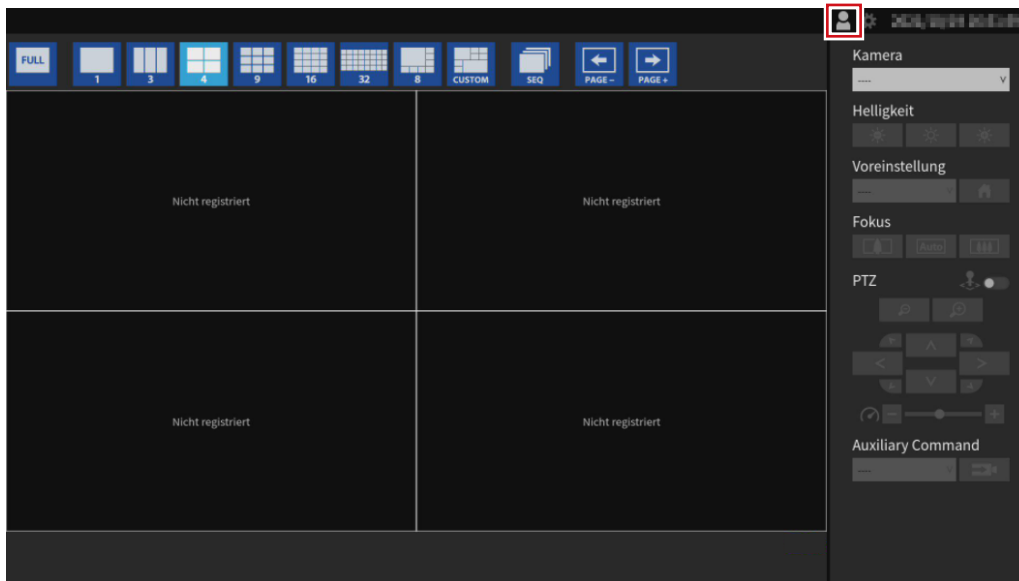 FULL
1
3
4
9
16
32
8
CUSTOM
SEQ
PAGE −
PAGE +
Nicht registriert
Nicht registriert
Nicht registriert
Nicht registriert
Kamera
----
Helligkeit
Voreinstellung
----
Fokus
Auto
PTZ
Auxiliary Command
----